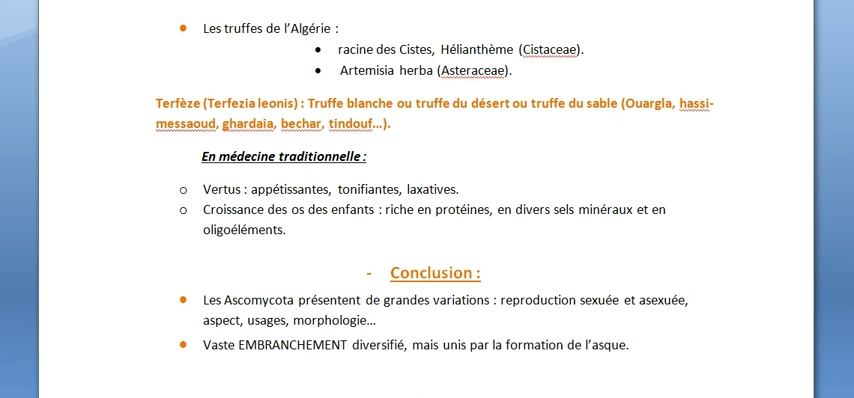 • Les truffes de l’Algérie :
• racine des Cistes, Hélianthème (Cistaceae).
• Artemisia herba (Asteraceae).
Terfèze (Terfezia leonis) : Truffe blanche ou truffe du désert ou truffe du sable (Ouargla, hassi-
messaoud, ghardaia, bechar, tindouf…).
En médecine traditionnelle :
o Vertus : appétissantes, tonifiantes, laxatives.
o Croissance des os des enfants : riche en protéines, en divers sels minéraux et en
oligoéléments.
- Conclusion :
• Les Ascomycota présentent de grandes variations : reproduction sexuée et asexuée,
aspect, usages, morphologie…
• Vaste EMBRANCHEMENT diversifié, mais unis par la formation de l’asque.